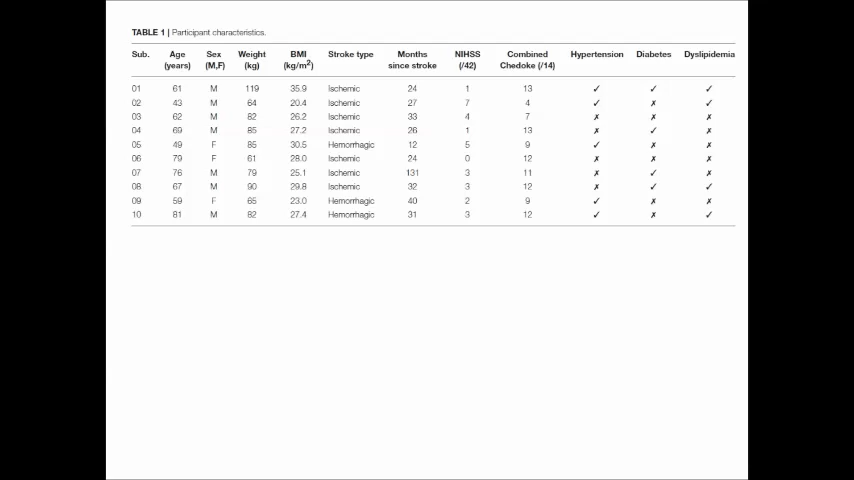 TABLE 1 | Participant characteristics.
Sub. Age Sex Weight BMI Stroke type Months NIHSS Combined Hypertension Diabetes Dyslipidemia
(years) (M,F) (kg) (kg/m²) since stroke (/42) Chedoke (/14)
01 61 M 119 35.9 Ischemic 24 1 13 ✓ ✓ ✓
02 43 M 64 20.4 Ischemic 27 7 4 ✓ ✗ ✓
03 62 M 82 26.2 Ischemic 33 4 7 ✗ ✗ ✗
04 69 M 85 27.2 Ischemic 26 1 13 ✗ ✓ ✗
05 49 F 85 30.5 Hemorrhagic 12 5 9 ✓ ✗ ✗
06 79 F 61 28.0 Ischemic 24 0 12 ✗ ✗ ✗
07 76 M 79 25.1 Ischemic 131 3 11 ✗ ✓ ✗
08 67 M 90 29.8 Ischemic 32 3 12 ✗ ✓ ✓
09 59 F 65 23.0 Hemorrhagic 40 2 9 ✓ ✗ ✗
10 81 M 82 27.4 Hemorrhagic 31 3 12 ✓ ✗ ✓